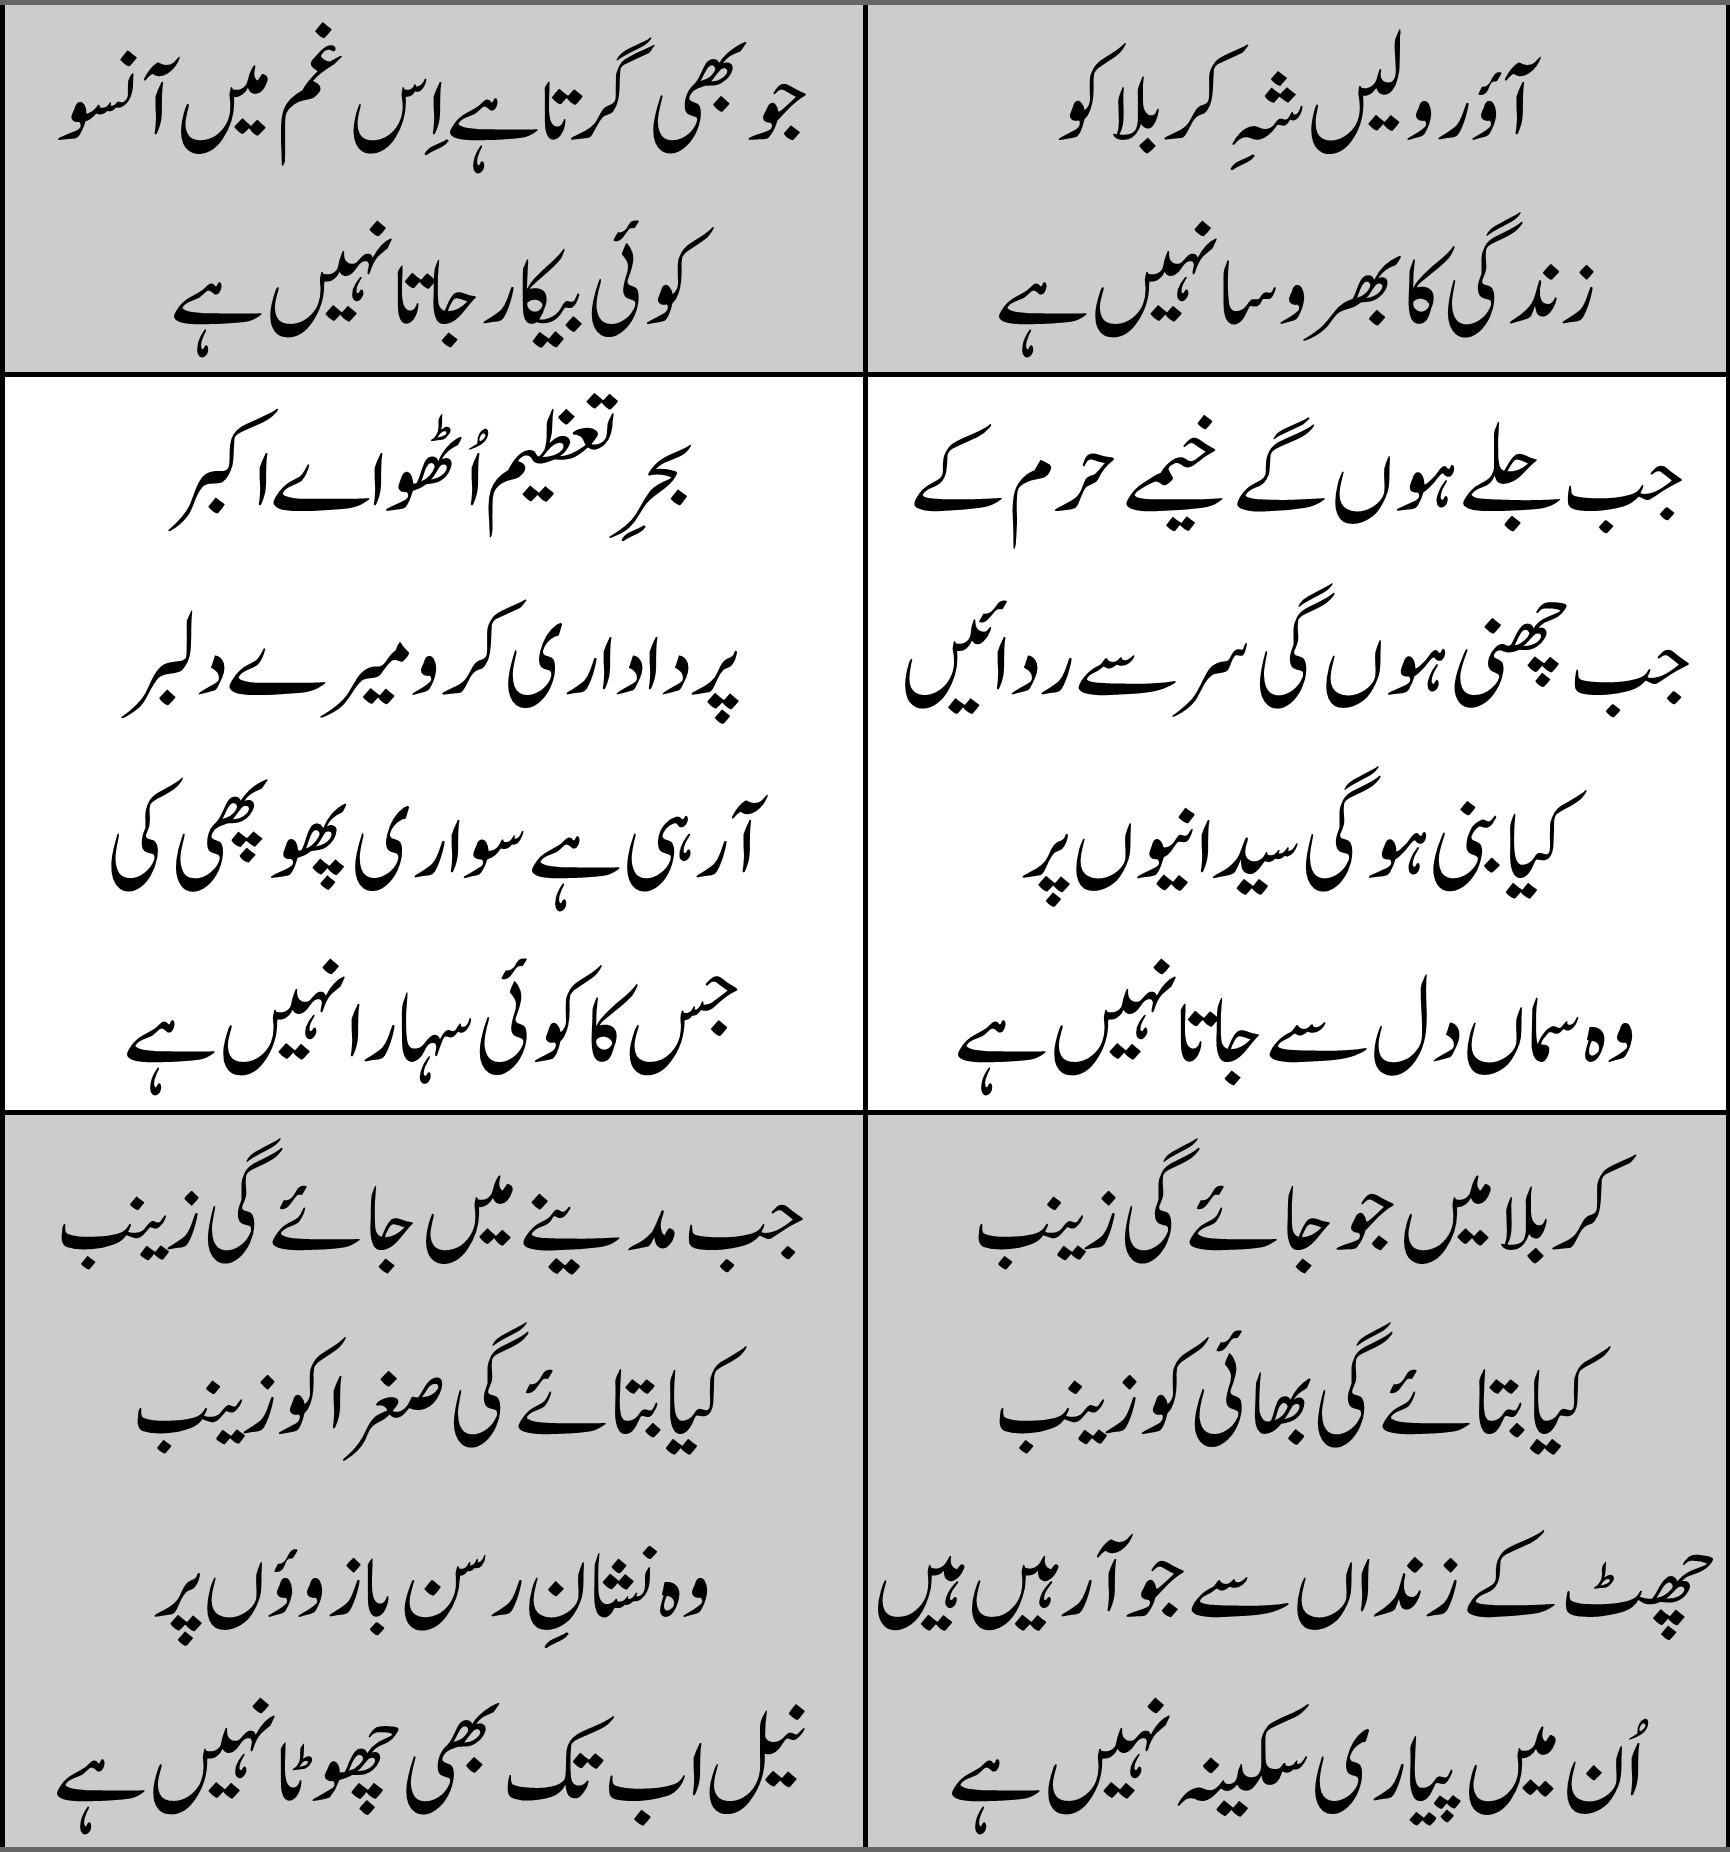 آؤ رو لیں شہِ کربلا کو
زندگی کا بھروسا نہیں ہے
جو بھی گرتا ہے اِس غم میں آنسو
کوئی بیکار جاتا نہیں ہے
جب جلے ہوں گے خیمے حرم کے
جب چھنی ہوں گی سر سے ردائیں
کیا بنی ہو گی سیدانیوں پر
وہ سماں دل سے جاتا نہیں ہے
بحرِ تعظیم اُٹھو اے اکبر
پرداداری کرو میرے دلبر
آ رہی ہے سواری پھوپھی کی
جس کا کوئی سہارا نہیں ہے
کربلا میں جو جائے گی زینب
کیا بتائے گی بھائی کو زینب
چھٹ کے زنداں سے جو آ رہیں ہیں
اُن میں پیاری سکینہ نہیں ہے
جب مدینے میں جائے گی زینب
کیا بتائے گی صغرا کو زینب
وہ نشانِ رسن بازوؤں پر
نیل اب تک بھی چھوٹا نہیں ہے